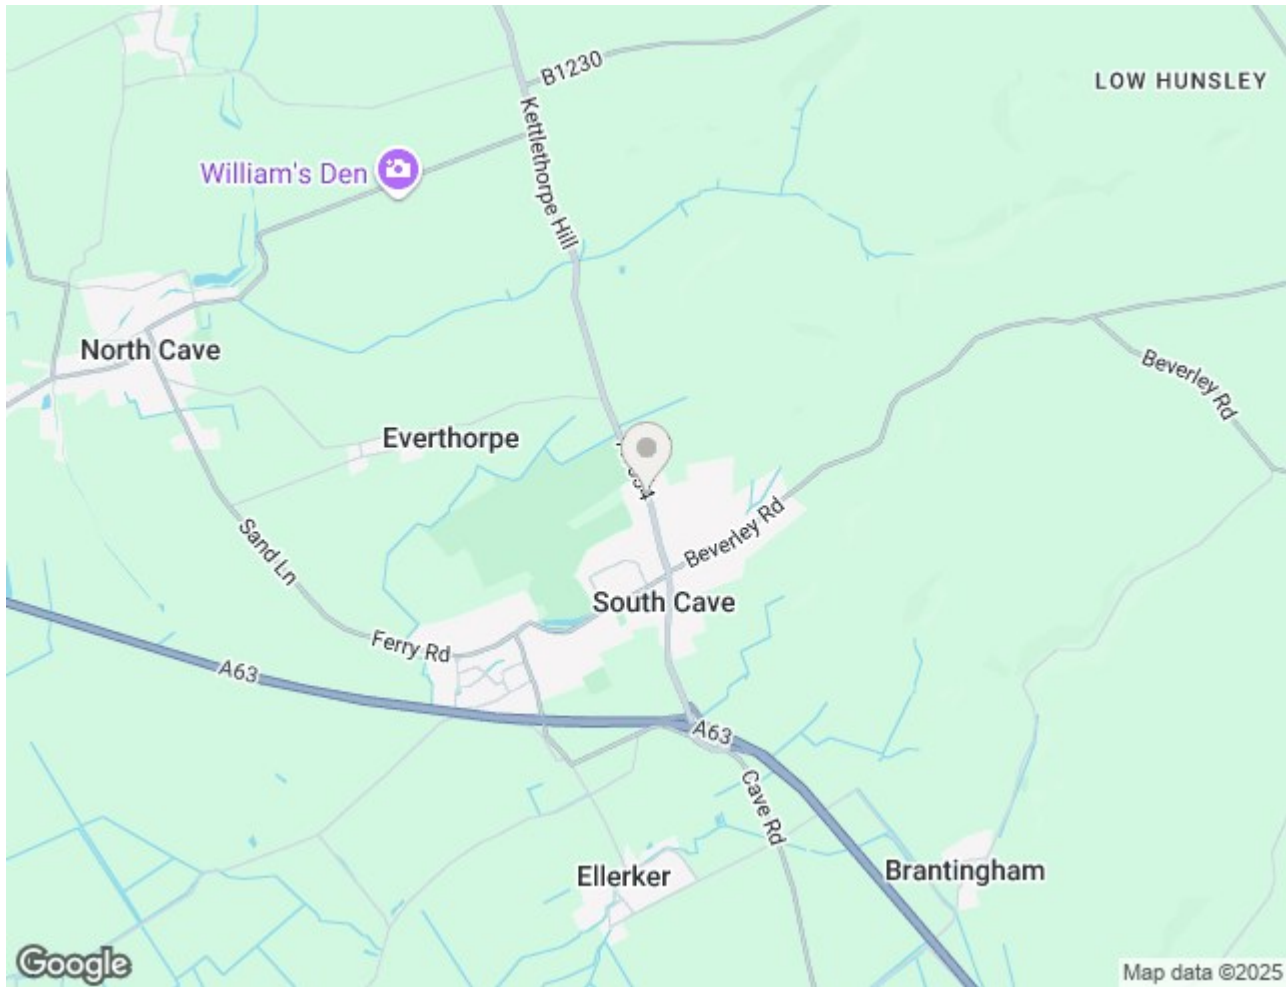 B1230
LOW HUNSLEY
Kettlethorpe Hill
William's Den
North Cave
Beverley Rd
Everthorpe
Beverley Rd
Sand Ln
South Cave
Ferry Rd
A63
A63
Cave Rd
Ellerker
Brantingham
Google
Map data ©2025